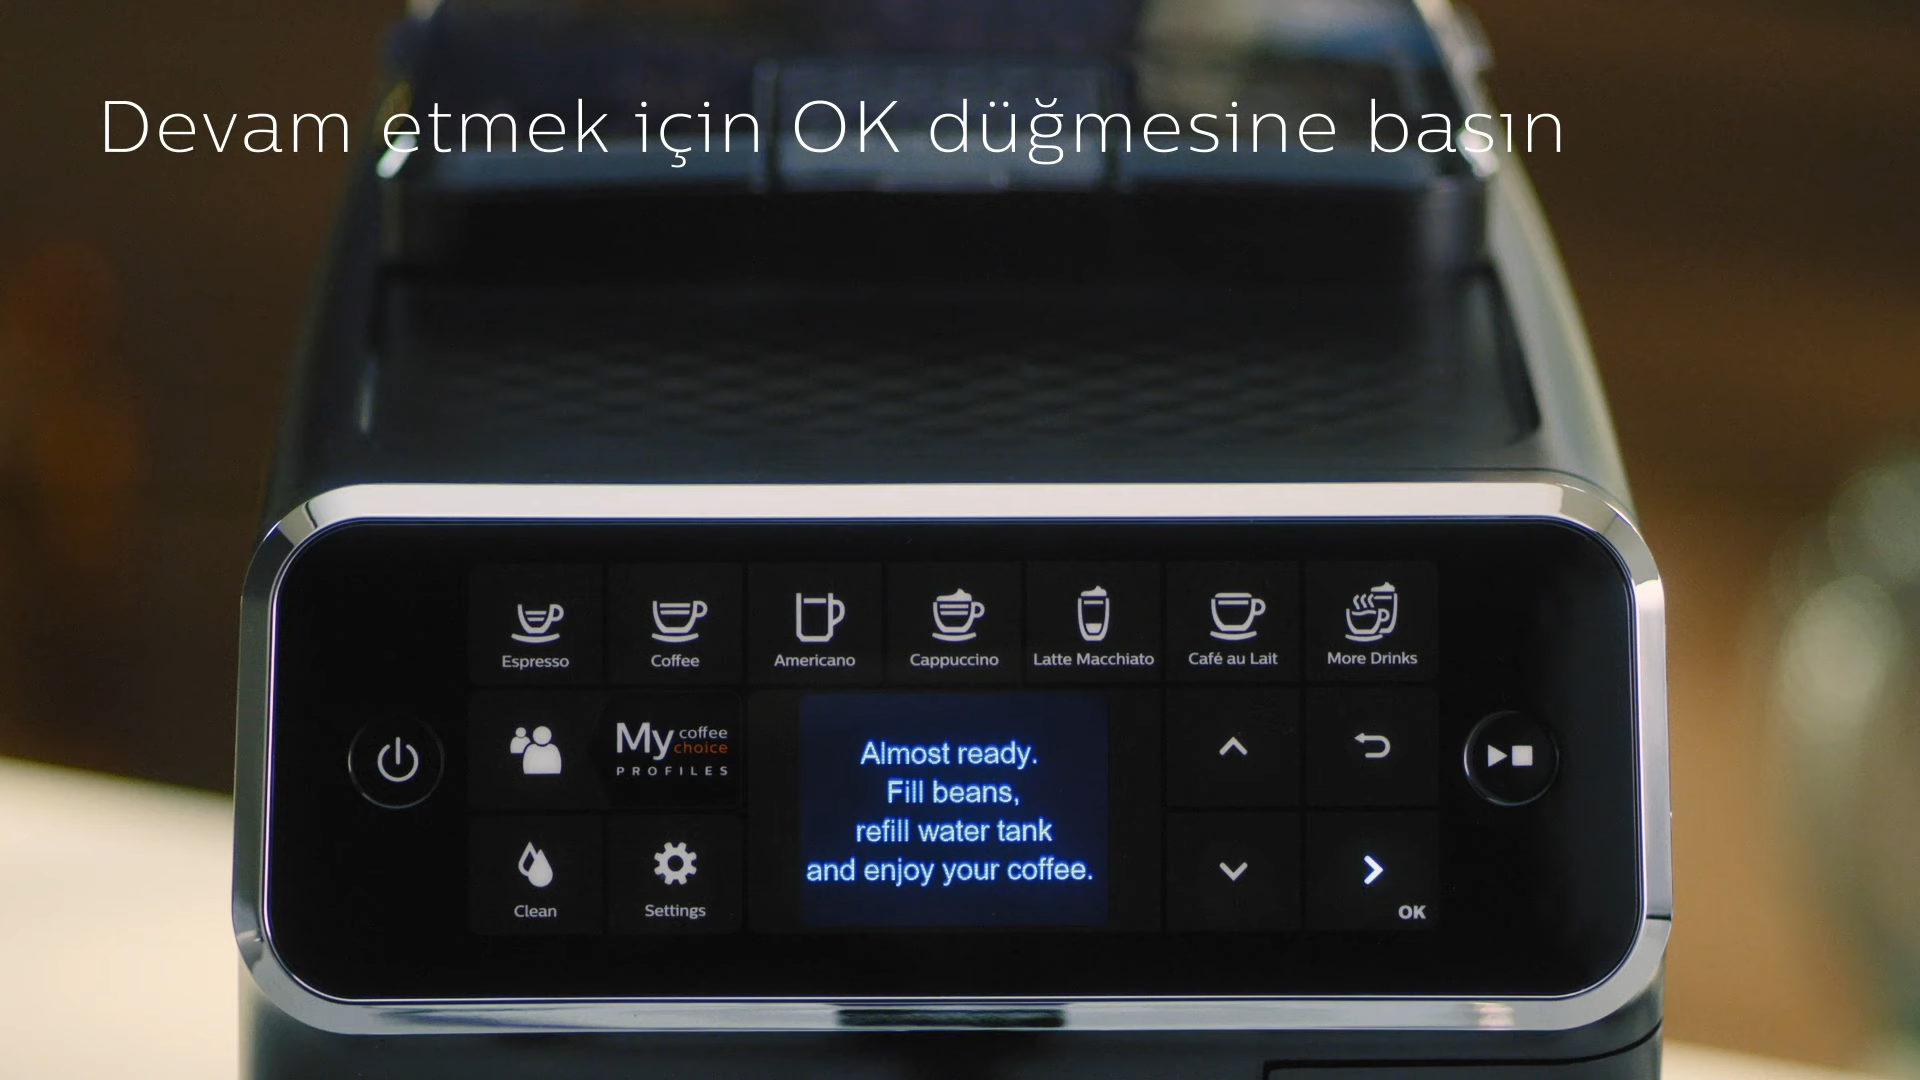 Devam etmek için OK düğmesine basın
Espresso
Coffee
Americano
Cappuccino
Latte Macchiato
Café au Lait
More Drinks
My coffee choice
PROFILES
Almost ready.
Fill beans,
refill water tank
and enjoy your coffee.
Clean
Settings
OK